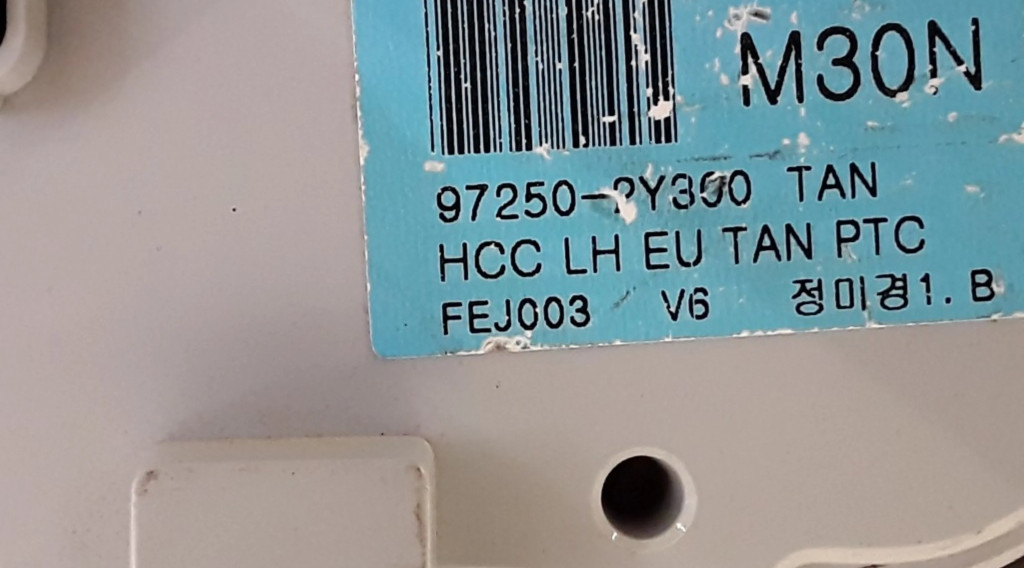 M30N
TAN
HCC LH EU TAN PTC
FEJ003 V6 정미경1. B